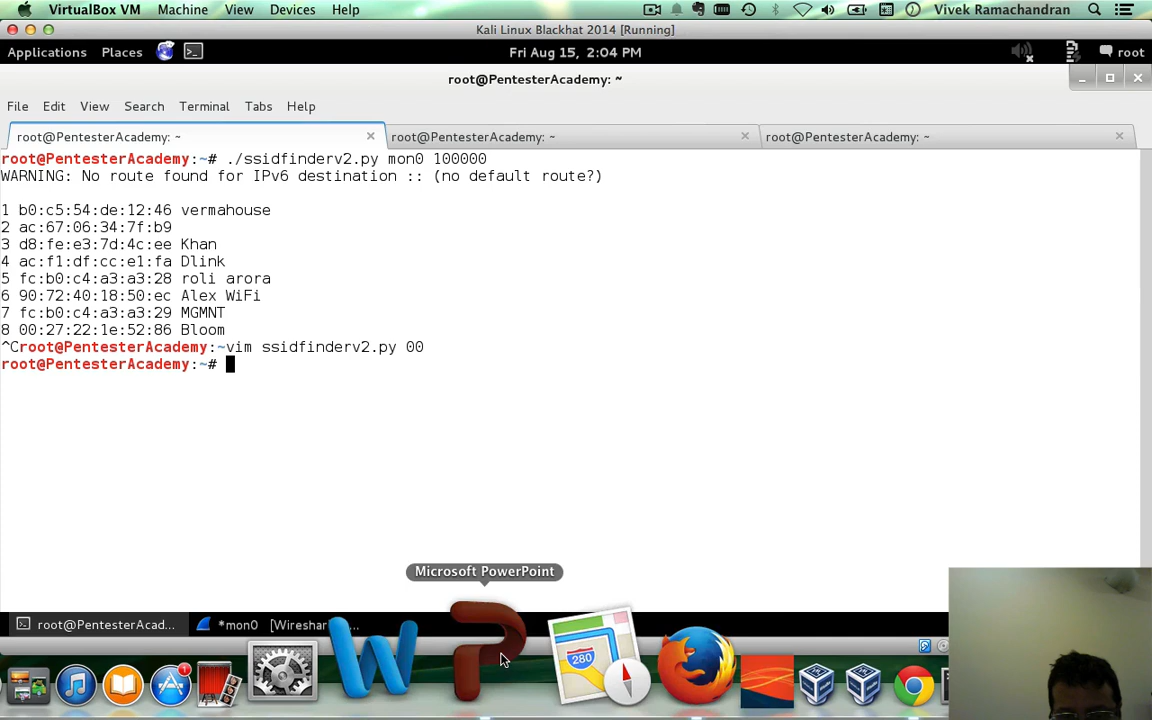 VirtualBox VM Machine View Devices Help Vivek Ramachandran
Kali Linux Blackhat 2014 [Running]
Applications Places Fri Aug 15, 2:04 PM root
root@PentesterAcademy: ~
File Edit View Search Terminal Tabs Help
root@PentesterAcademy: ~ root@PentesterAcademy: ~ root@PentesterAcademy: ~
root@PentesterAcademy:~# ./ssidfinderv2.py mon0 100000
WARNING: No route found for IPv6 destination :: (no default route?)
1 b0:c5:54:de:12:46 vermahouse
2 ac:67:06:34:7f:b9
3 d8:fe:e3:7d:4c:ee Khan
4 ac:f1:df:cc:e1:fa Dlink
5 fc:b0:c4:a3:a3:28 roli arora
6 90:72:40:18:50:ec Alex WiFi
7 fc:b0:c4:a3:a3:29 MGMNT
8 00:27:22:1e:52:86 Bloom
^Croot@PentesterAcademy:~vim ssidfinderv2.py 00
root@PentesterAcademy:~#
Microsoft PowerPoint
root@PentesterAcad... *mon0 [Wireshar ...
W P 280
1